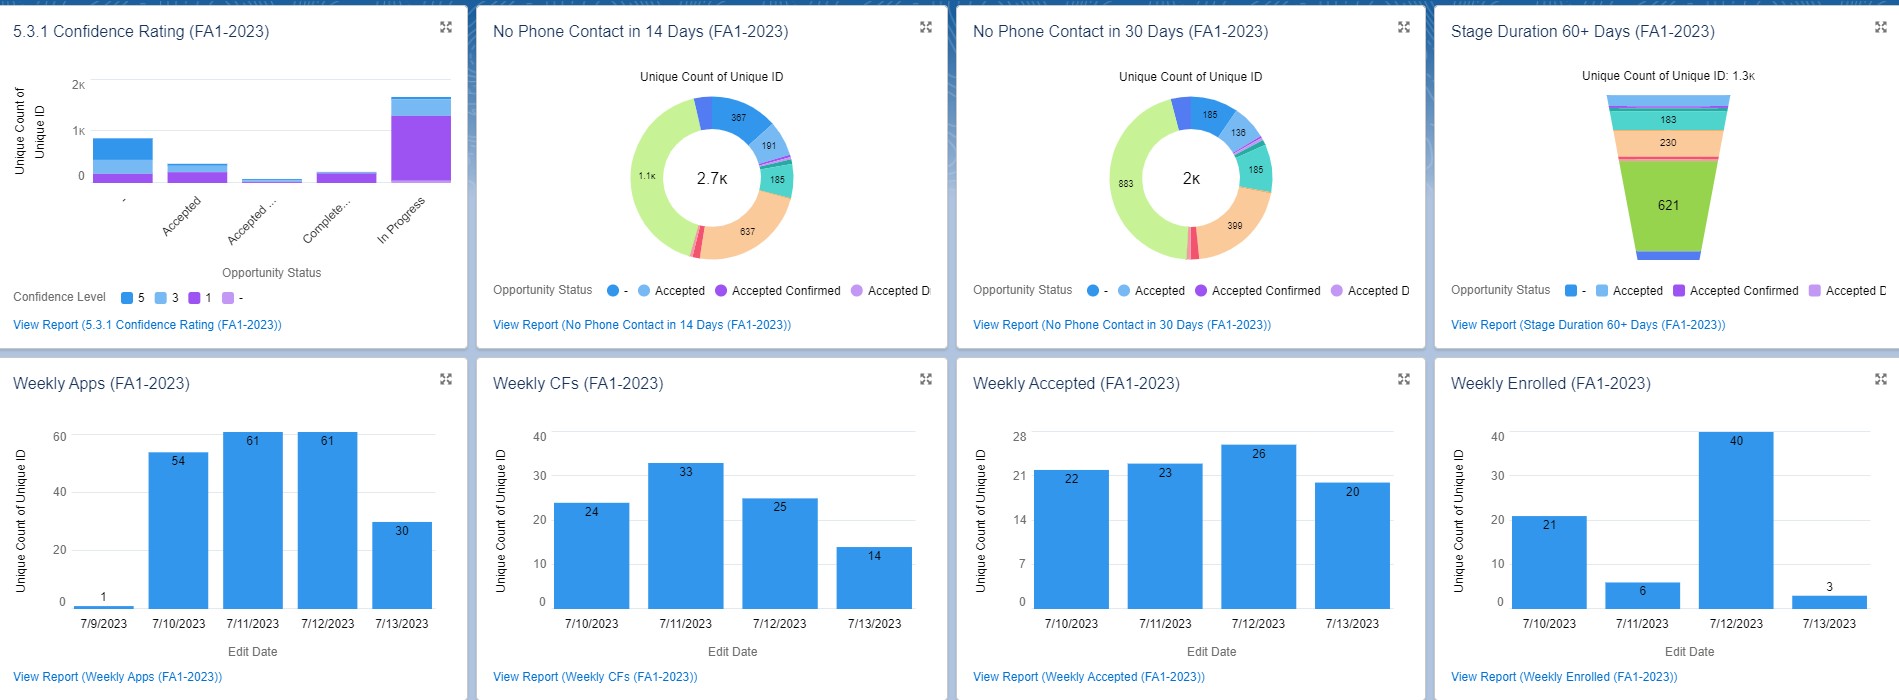 5.3.1 Confidence Rating (FA1-2023)
Unique Count of
Unique ID
2K
1K
0
-
Accepted
Accepted ...
Complete...
In Progress
Opportunity Status
Confidence Level 5 3 1 -
View Report (5.3.1 Confidence Rating (FA1-2023))
No Phone Contact in 14 Days (FA1-2023)
Unique Count of Unique ID
367
191
185
637
1.1K
2.7K
Opportunity Status - Accepted Accepted Confirmed Accepted D
View Report (No Phone Contact in 14 Days (FA1-2023))
No Phone Contact in 30 Days (FA1-2023)
Unique Count of Unique ID
185
136
185
399
883
2K
Opportunity Status - Accepted Accepted Confirmed Accepted D
View Report (No Phone Contact in 30 Days (FA1-2023))
Stage Duration 60+ Days (FA1-2023)
Unique Count of Unique ID: 1.3K
183
230
621
Opportunity Status - Accepted Accepted Confirmed Accepted D
View Report (Stage Duration 60+ Days (FA1-2023))
Weekly Apps (FA1-2023)
Unique Count of Unique ID
60
40
20
0
1
54
61
61
30
7/9/2023 7/10/2023 7/11/2023 7/12/2023 7/13/2023
Edit Date
View Report (Weekly Apps (FA1-2023))
Weekly CFs (FA1-2023)
Unique Count of Unique ID
40
30
20
10
0
24
33
25
14
7/10/2023 7/11/2023 7/12/2023 7/13/2023
Edit Date
View Report (Weekly CFs (FA1-2023))
Weekly Accepted (FA1-2023)
Unique Count of Unique ID
28
21
14
7
0
22
23
26
20
7/10/2023 7/11/2023 7/12/2023 7/13/2023
Edit Date
View Report (Weekly Accepted (FA1-2023))
Weekly Enrolled (FA1-2023)
Unique Count of Unique ID
40
30
20
10
0
21
6
40
3
7/10/2023 7/11/2023 7/12/2023 7/13/2023
Edit Date
View Report (Weekly Enrolled (FA1-2023))